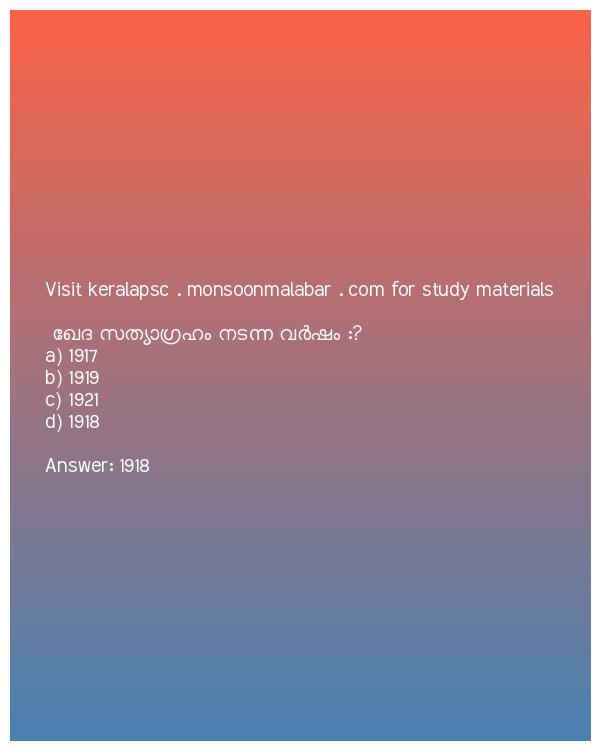 Visit keralapsc . monsoonmalabar . com for study materials
ഖേദ സത്യാഗ്രഹം നടന്ന വർഷം :?
a) 1917
b) 1919
c) 1921
d) 1918
Answer: 1918